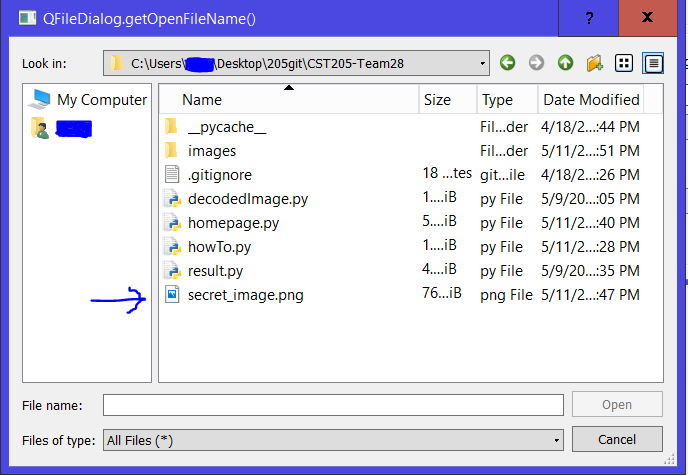 QFileDialog.getOpenFileName()
?
X
Look in: C:\Users\ \Desktop\205git\CST205-Team28
My Computer
Name Size Type Date Modified
__pycache__ Fil...der 4/18/2...:44 PM
images Fil...der 5/11/2...:51 PM
.gitignore 18 ...tes git...ile 4/18/2...:26 PM
decodedImage.py 1....iB py File 5/9/20...:05 PM
homepage.py 5....iB py File 5/11/2...:40 PM
howTo.py 1....iB py File 5/11/2...:28 PM
result.py 4....iB py File 5/9/20...:35 PM
secret_image.png 76...iB png File 5/11/2...:47 PM
File name: Open
Files of type: All Files (*) Cancel